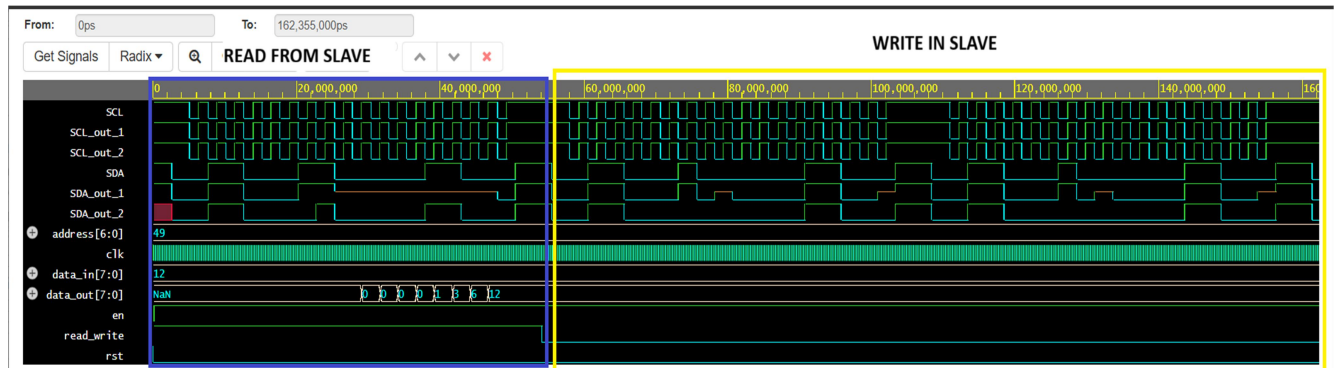 From: 0ps To: 162,355,000ps
WRITE IN SLAVE
Get Signals Radix READ FROM SLAVE
0 20,000,000 40,000,000 60,000,000 80,000,000 100,000,000 120,000,000 140,000,000 160
SCL
SCL_out_1
SCL_out_2
SDA
SDA_out_1
SDA_out_2
address[6:0] 49
clk
data_in[7:0] 12
data_out[7:0] NaN 0 0 0 0 1 3 6 12
en
read_write
rst